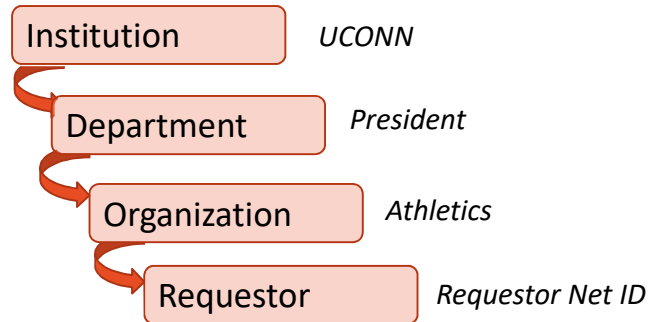 Institution UCONN
Department President
Organization Athletics
Requestor Requestor Net ID